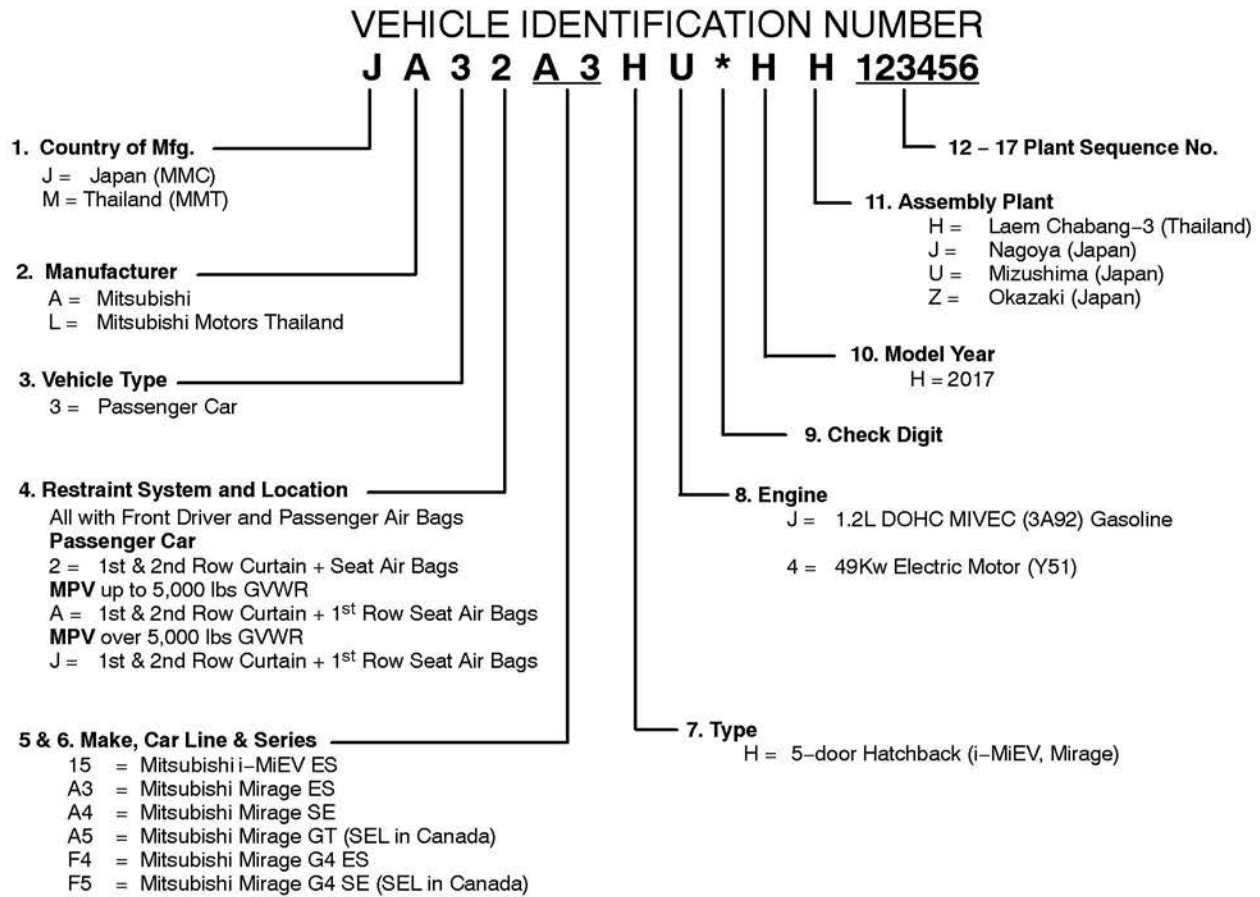 VEHICLE IDENTIFICATION NUMBER
J A 3 2 A 3 H U * H H 123456
1. Country of Mfg.
J = Japan (MMC)
M = Thailand (MMT)
2. Manufacturer
A = Mitsubishi
L = Mitsubishi Motors Thailand
3. Vehicle Type
3 = Passenger Car
4. Restraint System and Location
All with Front Driver and Passenger Air Bags
Passenger Car
2 = 1st & 2nd Row Curtain + Seat Air Bags
MPV up to 5,000 lbs GVWR
A = 1st & 2nd Row Curtain + 1st Row Seat Air Bags
MPV over 5,000 lbs GVWR
J = 1st & 2nd Row Curtain + 1st Row Seat Air Bags
5 & 6. Make, Car Line & Series
15 = Mitsubishi i-MiEV ES
A3 = Mitsubishi Mirage ES
A4 = Mitsubishi Mirage SE
A5 = Mitsubishi Mirage GT (SEL in Canada)
F4 = Mitsubishi Mirage G4 ES
F5 = Mitsubishi Mirage G4 SE (SEL in Canada)
12 – 17 Plant Sequence No.
11. Assembly Plant
H = Laem Chabang-3 (Thailand)
J = Nagoya (Japan)
U = Mizushima (Japan)
Z = Okazaki (Japan)
10. Model Year
H = 2017
9. Check Digit
8. Engine
J = 1.2L DOHC MIVEC (3A92) Gasoline
4 = 49Kw Electric Motor (Y51)
7. Type
H = 5-door Hatchback (i-MiEV, Mirage)